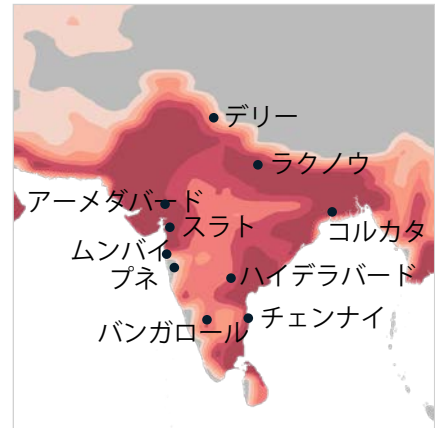 デリー
ラクノウ
アーメダバード
スラト
コルカタ
ムンバイ
プネ
ハイデラバード
チェンナイ
バンガロール